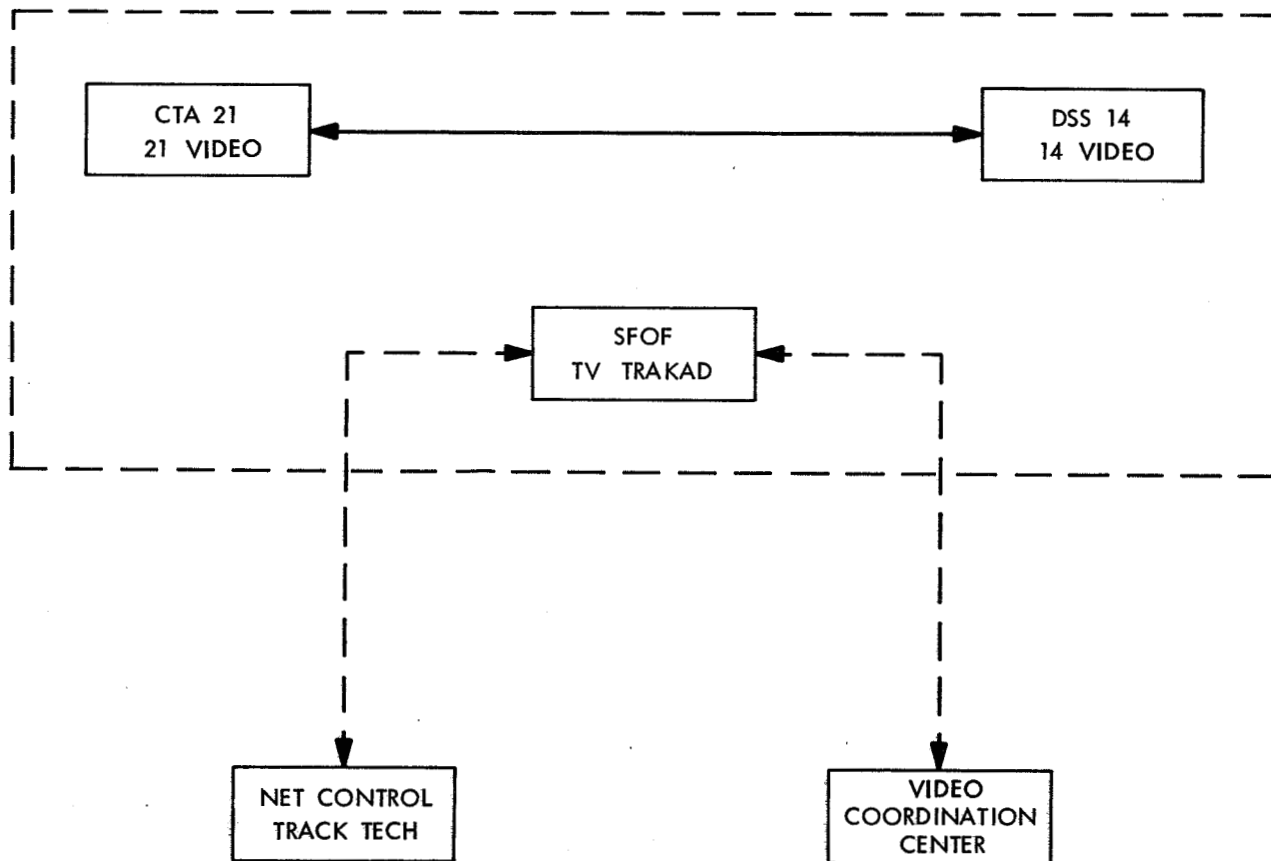 CTA 21
21 VIDEO
DSS 14
14 VIDEO
SFOF
TV TRAKAD
NET CONTROL
TRACK TECH
VIDEO
COORDINATION
CENTER